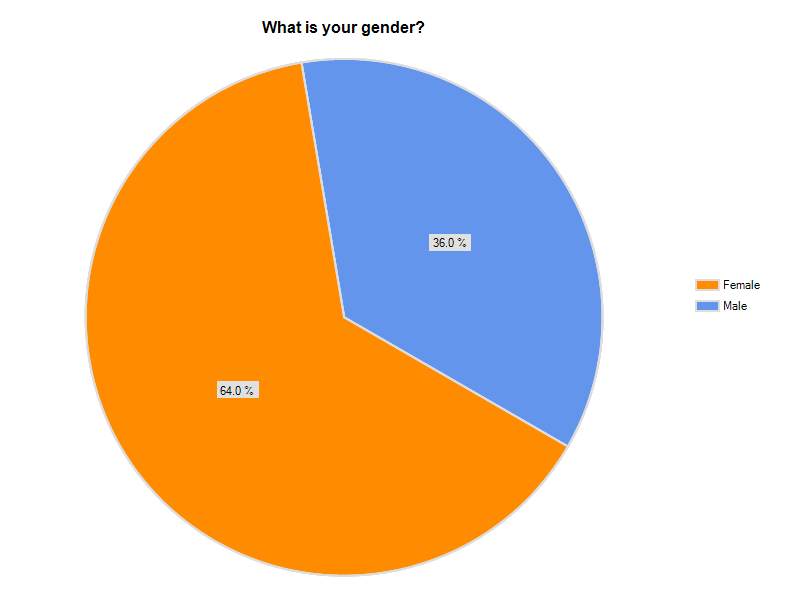 What is your gender?
36.0 %
Female
Male
64.0 %